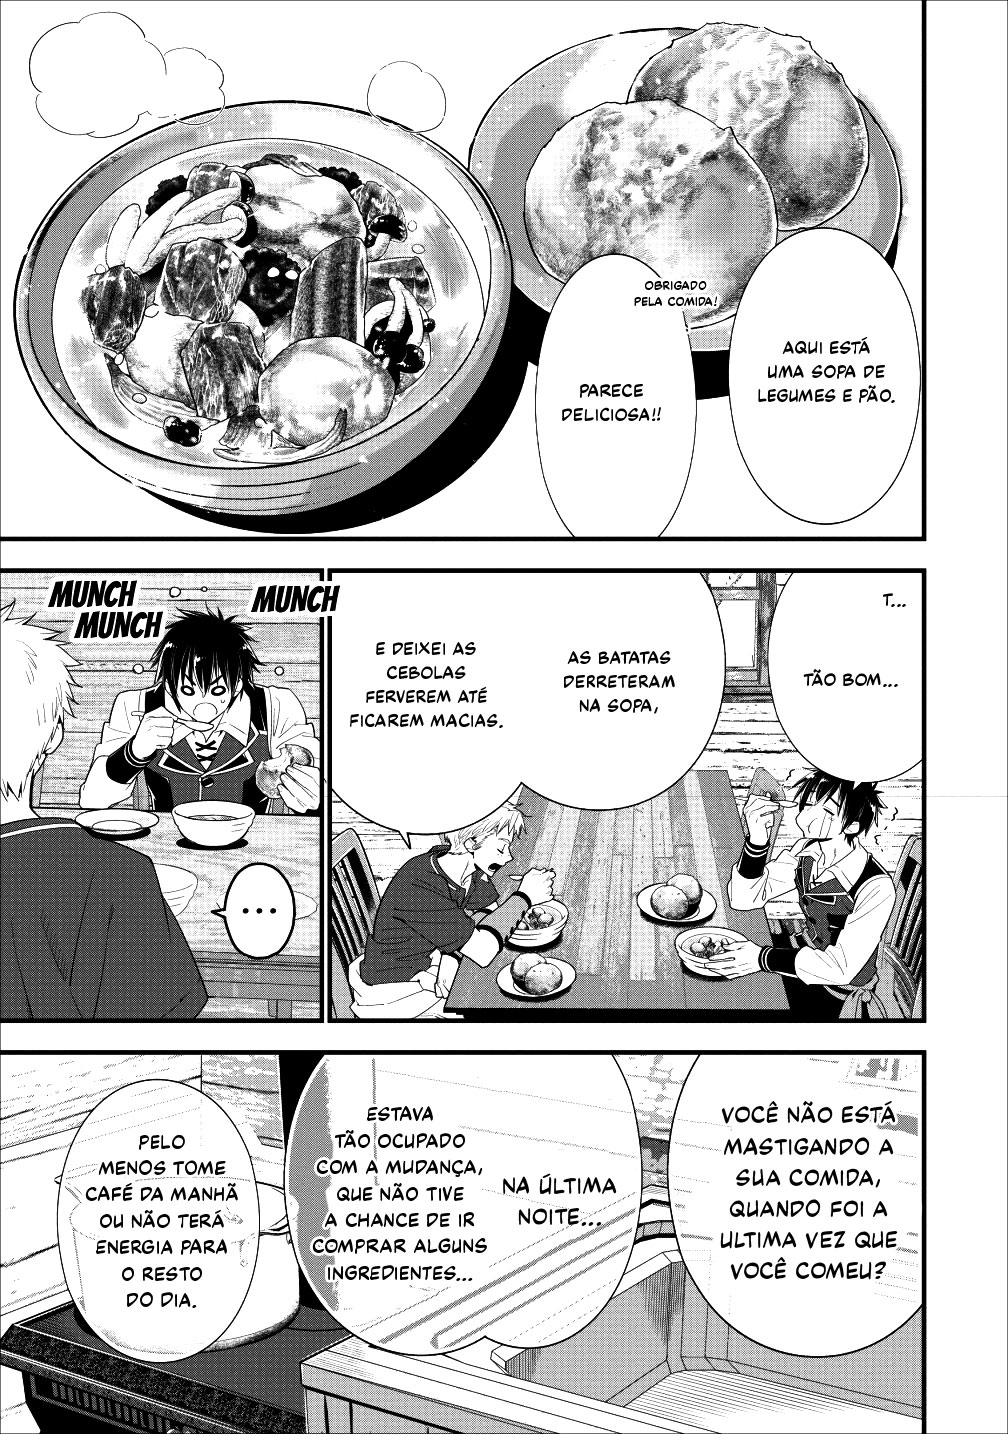 AQUI ESTÁ
UMA SOPA DE
LEGUMES E PÃO.
OBRIGADO
PELA COMIDA!
PARECE
DELICIOSA!!
T...
TÃO BOM...
AS BATATAS
DERRETERAM
NA SOPA,
E DEIXEI AS
CEBOLAS
FERVEREM ATÉ
FICAREM MACIAS.
MUNCH
MUNCH
MUNCH
...
VOCÊ NÃO ESTÁ
MASTIGANDO A
SUA COMIDA,
QUANDO FOI A
ULTIMA VEZ QUE
VOCÊ COMEU?
NA ÚLTIMA
NOITE...
ESTAVA
TÃO OCUPADO
COM A MUDANÇA,
QUE NÃO TIVE
A CHANCE DE IR
COMPRAR ALGUNS
INGREDIENTES...
PELO
MENOS TOME
CAFÉ DA MANHÃ
OU NÃO TERÁ
ENERGIA PARA
O RESTO
DO DIA.